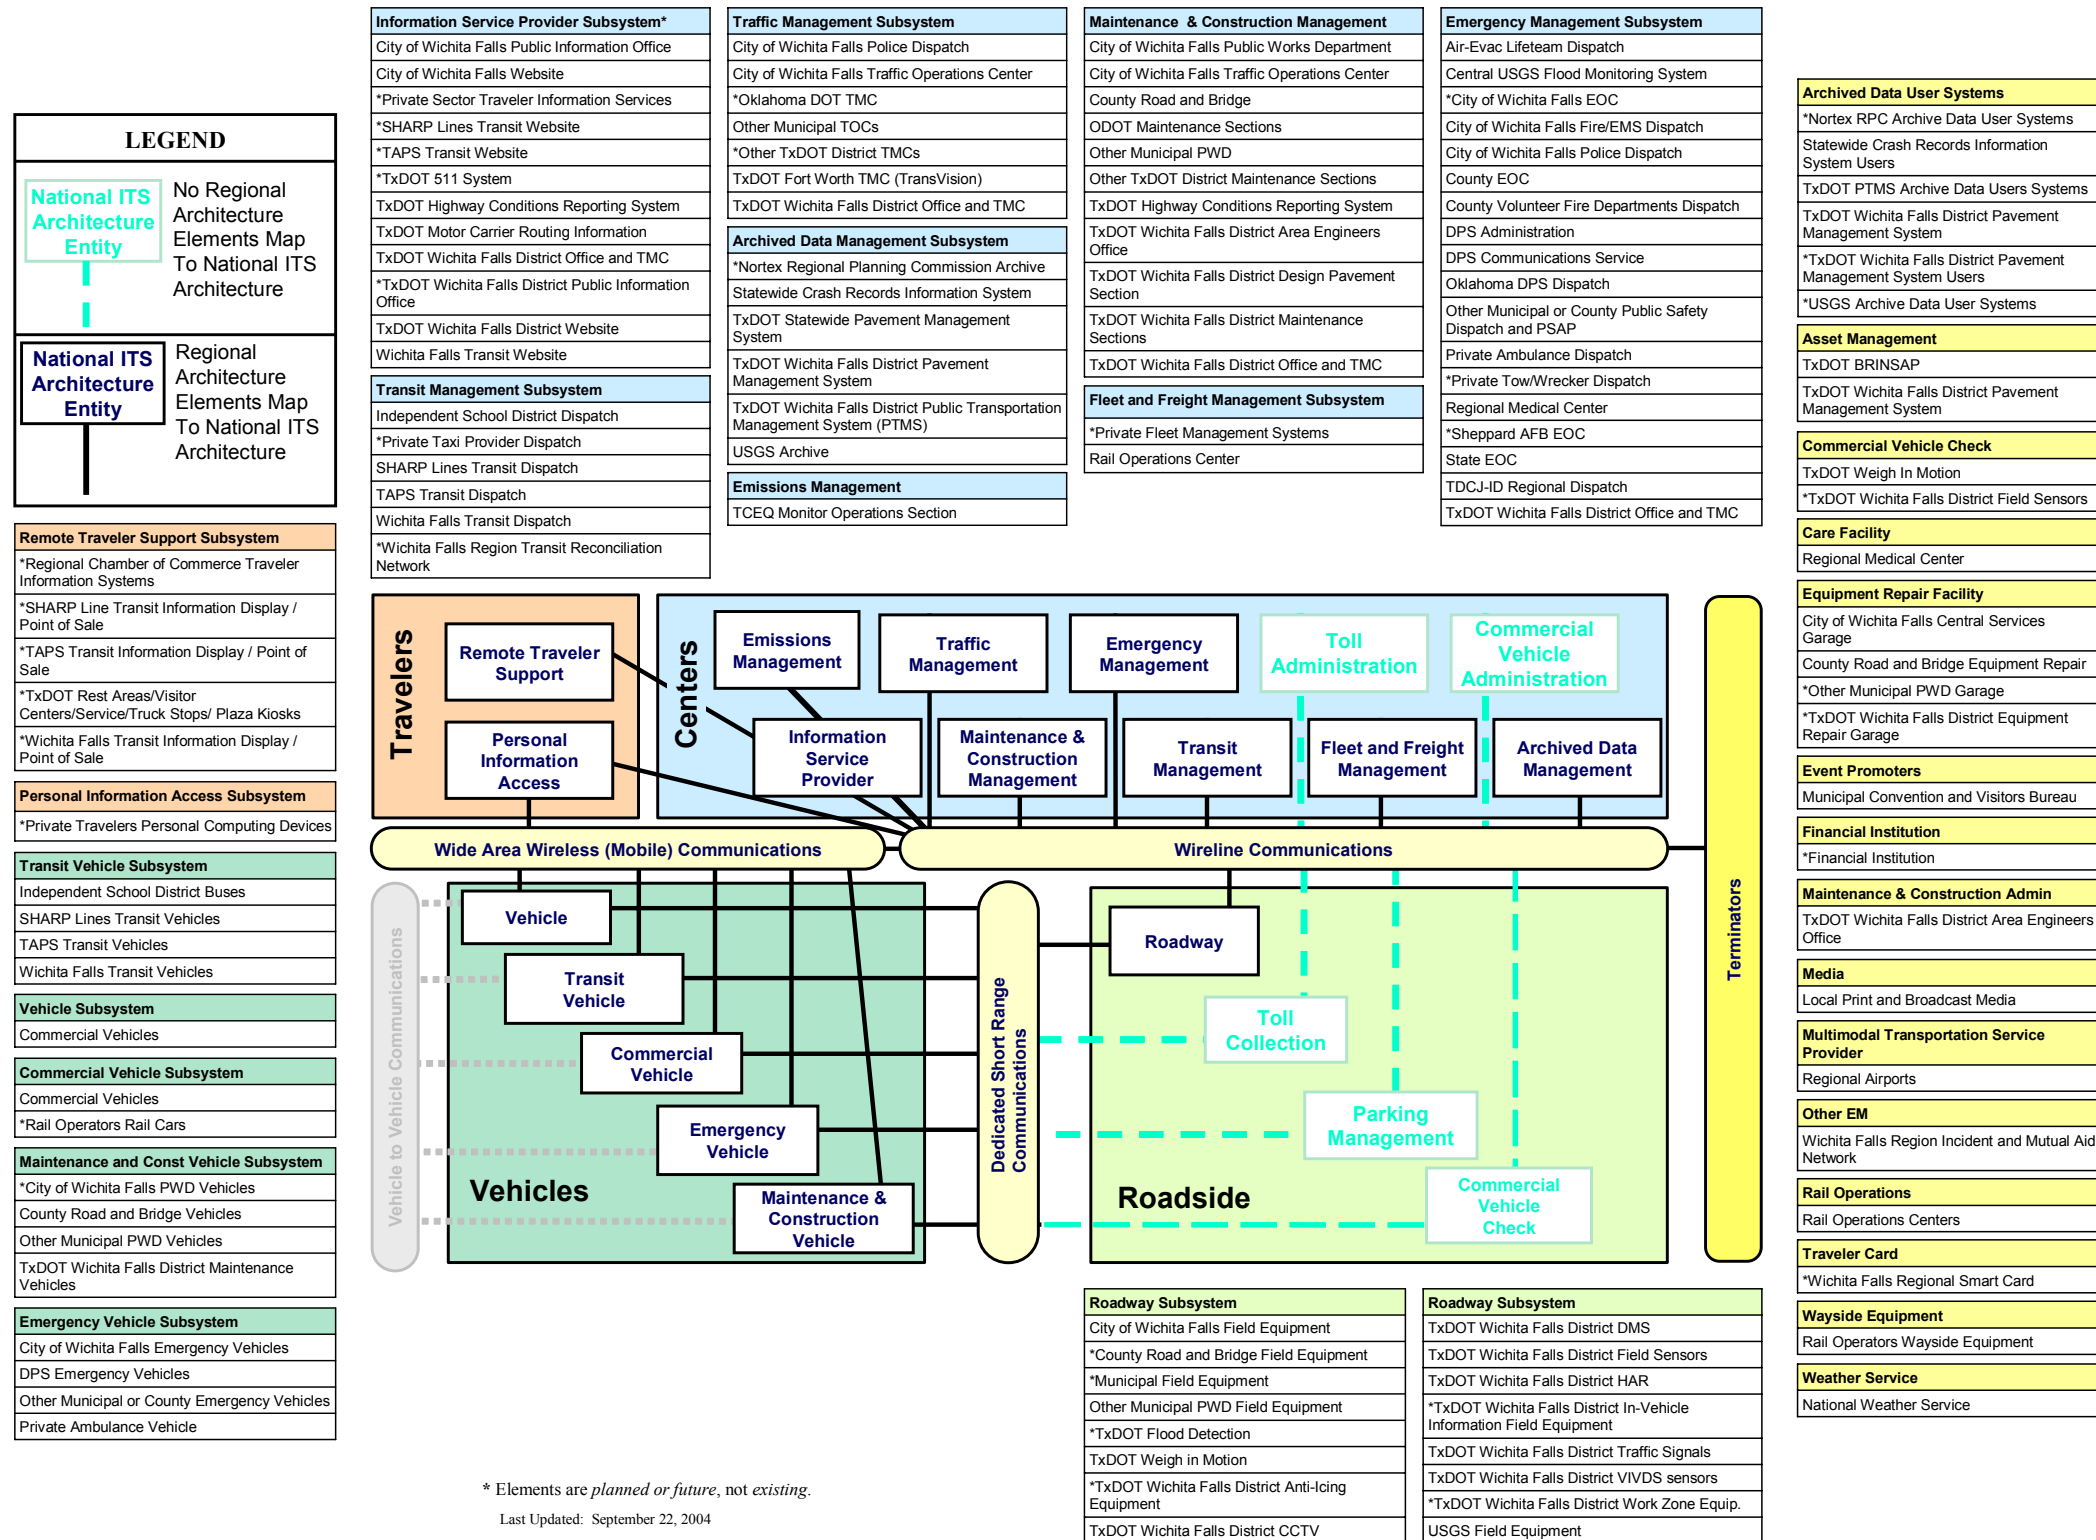 LEGEND
National ITS
Architecture
Entity
No Regional
Architecture
Elements Map
To National ITS
Architecture
National ITS
Architecture
Entity
Regional
Architecture
Elements Map
To National ITS
Architecture
Remote Traveler Support Subsystem
*Regional Chamber of Commerce Traveler
Information Systems
*SHARP Line Transit Information Display /
Point of Sale
*TAPS Transit Information Display / Point of
Sale
*TxDOT Rest Areas/Visitor
Centers/Service/Truck Stops/ Plaza Kiosks
*Wichita Falls Transit Information Display /
Point of Sale
Personal Information Access Subsystem
*Private Travelers Personal Computing Devices
Transit Vehicle Subsystem
Independent School District Buses
SHARP Lines Transit Vehicles
TAPS Transit Vehicles
Wichita Falls Transit Vehicles
Vehicle Subsystem
Commercial Vehicles
Commercial Vehicle Subsystem
Commercial Vehicles
*Rail Operators Rail Cars
Maintenance and Const Vehicle Subsystem
*City of Wichita Falls PWD Vehicles
County Road and Bridge Vehicles
Other Municipal PWD Vehicles
TxDOT Wichita Falls District Maintenance
Vehicles
Emergency Vehicle Subsystem
City of Wichita Falls Emergency Vehicles
DPS Emergency Vehicles
Other Municipal or County Emergency Vehicles
Private Ambulance Vehicle
Information Service Provider Subsystem*
City of Wichita Falls Public Information Office
City of Wichita Falls Website
*Private Sector Traveler Information Services
*SHARP Lines Transit Website
*TAPS Transit Website
*TxDOT 511 System
TxDOT Highway Conditions Reporting System
TxDOT Motor Carrier Routing Information
TxDOT Wichita Falls District Office and TMC
*TxDOT Wichita Falls District Public Information
Office
TxDOT Wichita Falls District Website
Wichita Falls Transit Website
Transit Management Subsystem
Independent School District Dispatch
*Private Taxi Provider Dispatch
SHARP Lines Transit Dispatch
TAPS Transit Dispatch
Wichita Falls Transit Dispatch
*Wichita Falls Region Transit Reconciliation
Network
Traffic Management Subsystem
City of Wichita Falls Police Dispatch
City of Wichita Falls Traffic Operations Center
*Oklahoma DOT TMC
Other Municipal TOCs
*Other TxDOT District TMCs
TxDOT Fort Worth TMC (TransVision)
TxDOT Wichita Falls District Office and TMC
Archived Data Management Subsystem
*Nortex Regional Planning Commission Archive
Statewide Crash Records Information System
TxDOT Statewide Pavement Management
System
TxDOT Wichita Falls District Pavement
Management System
TxDOT Wichita Falls District Public Transportation
Management System (PTMS)
USGS Archive
Emissions Management
TCEQ Monitor Operations Section
Maintenance & Construction Management
City of Wichita Falls Public Works Department
City of Wichita Falls Traffic Operations Center
County Road and Bridge
ODOT Maintenance Sections
Other Municipal PWD
Other TxDOT District Maintenance Sections
TxDOT Highway Conditions Reporting System
TxDOT Wichita Falls District Area Engineers
Office
TxDOT Wichita Falls District Design Pavement
Section
TxDOT Wichita Falls District Maintenance
Sections
TxDOT Wichita Falls District Office and TMC
Fleet and Freight Management Subsystem
*Private Fleet Management Systems
Rail Operations Center
Emergency Management Subsystem
Air-Evac Lifeteam Dispatch
Central USGS Flood Monitoring System
*City of Wichita Falls EOC
City of Wichita Falls Fire/EMS Dispatch
City of Wichita Falls Police Dispatch
County EOC
County Volunteer Fire Departments Dispatch
DPS Administration
DPS Communications Service
Oklahoma DPS Dispatch
Other Municipal or County Public Safety
Dispatch and PSAP
Private Ambulance Dispatch
*Private Tow/Wrecker Dispatch
Regional Medical Center
*Sheppard AFB EOC
State EOC
TDCJ-ID Regional Dispatch
TxDOT Wichita Falls District Office and TMC
Archived Data User Systems
*Nortex RPC Archive Data User Systems
Statewide Crash Records Information
System Users
TxDOT PTMS Archive Data Users Systems
TxDOT Wichita Falls District Pavement
Management System
*TxDOT Wichita Falls District Pavement
Management System Users
*USGS Archive Data User Systems
Asset Management
TxDOT BRINSAP
TxDOT Wichita Falls District Pavement
Management System
Commercial Vehicle Check
TxDOT Weigh In Motion
*TxDOT Wichita Falls District Field Sensors
Care Facility
Regional Medical Center
Equipment Repair Facility
City of Wichita Falls Central Services
Garage
County Road and Bridge Equipment Repair
*Other Municipal PWD Garage
*TxDOT Wichita Falls District Equipment
Repair Garage
Event Promoters
Municipal Convention and Visitors Bureau
Financial Institution
*Financial Institution
Maintenance & Construction Admin
TxDOT Wichita Falls District Area Engineers
Office
Media
Local Print and Broadcast Media
Multimodal Transportation Service
Provider
Regional Airports
Other EM
Wichita Falls Region Incident and Mutual Aid
Network
Rail Operations
Rail Operations Centers
Traveler Card
*Wichita Falls Regional Smart Card
Wayside Equipment
Rail Operators Wayside Equipment
Weather Service
National Weather Service
Travelers
Remote Traveler
Support
Personal
Information
Access
Centers
Emissions
Management
Traffic
Management
Emergency
Management
Toll
Administration
Commercial
Vehicle
Administration
Information
Service
Provider
Maintenance &
Construction
Management
Transit
Management
Fleet and Freight
Management
Archived Data
Management
Wide Area Wireless (Mobile) Communications
Wireline Communications
Terminators
Vehicle to Vehicle Communications
Vehicle
Transit
Vehicle
Commercial
Vehicle
Emergency
Vehicle
Maintenance &
Construction
Vehicle
Vehicles
Dedicated Short Range
Communications
Roadway
Toll
Collection
Parking
Management
Commercial
Vehicle
Check
Roadside
Roadway Subsystem
City of Wichita Falls Field Equipment
*County Road and Bridge Field Equipment
*Municipal Field Equipment
Other Municipal PWD Field Equipment
*TxDOT Flood Detection
TxDOT Weigh in Motion
*TxDOT Wichita Falls District Anti-Icing
Equipment
TxDOT Wichita Falls District CCTV
Roadway Subsystem
TxDOT Wichita Falls District DMS
TxDOT Wichita Falls District Field Sensors
TxDOT Wichita Falls District HAR
*TxDOT Wichita Falls District In-Vehicle
Information Field Equipment
TxDOT Wichita Falls District Traffic Signals
TxDOT Wichita Falls District VIVDS sensors
*TxDOT Wichita Falls District Work Zone Equip.
USGS Field Equipment
* Elements are planned or future, not existing.
Last Updated: September 22, 2004